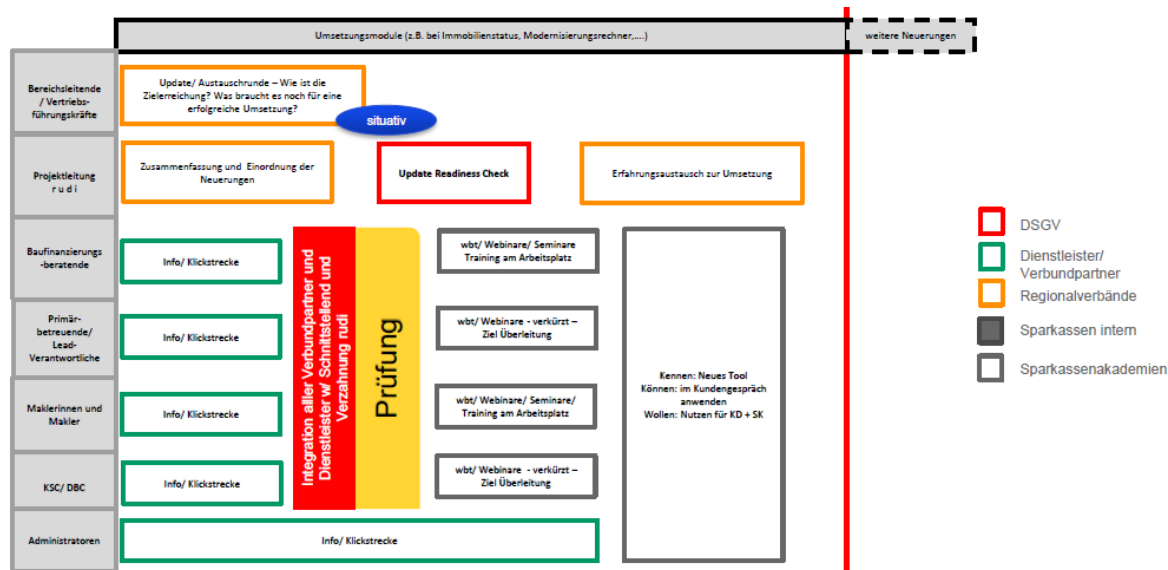 Umsetzungsmodule (z.B. bei Immobilienstatus, Modernisierungsrechner,....)
weitere Neuerungen
Bereichsleitende
/ Vertriebs-
führungskräfte
Update/ Austauschrunde – Wie ist die
Zielerreichung? Was braucht es noch für eine
erfolgreiche Umsetzung?
situativ
Projektleitung
r u d i
Zusammenfassung und Einordnung der
Neuerungen
Update Readiness Check
Erfahrungsaustausch zur Umsetzung
Baufinanzierungs
-beratende
Info/ Klickstrecke
Integration aller Verbundpartner und
Dienstleister w/ Schnittstellend und
Verzahnung rudi
Prüfung
wbt/ Webinare/ Seminare
Training am Arbeitsplatz
Primär-
betreuende/
Lead-
Verantwortliche
Info/ Klickstrecke
wbt/ Webinare - verkürzt –
Ziel Überleitung
Kennen: Neues Tool
Können: im Kundengespräch
anwenden
Wollen: Nutzen für KD + SK
Maklerinnen und
Makler
Info/ Klickstrecke
wbt/ Webinare/ Seminare/
Training am Arbeitsplatz
KSC/ DBC
Info/ Klickstrecke
wbt/ Webinare - verkürzt –
Ziel Überleitung
Administratoren
Info/ Klickstrecke
DSGV
Dienstleister/
Verbundpartner
Regionalverbände
Sparkassen intern
Sparkassenakademien